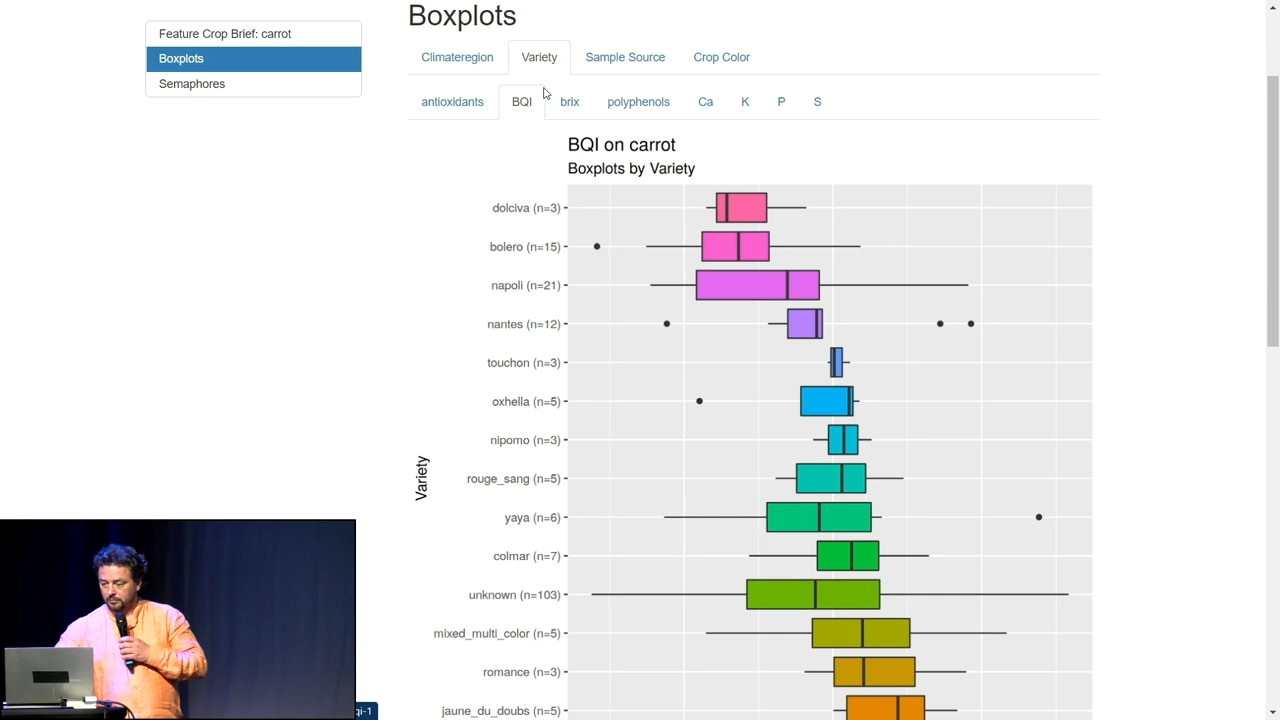 Boxplots
Feature Crop Brief: carrot
Boxplots
Semaphores
Climateregion Variety Sample Source Crop Color
antioxidants BQI brix polyphenols Ca K P S
BQI on carrot
Boxplots by Variety
dolciva (n=3)
bolero (n=15)
napoli (n=21)
nantes (n=12)
touchon (n=3)
oxhella (n=5)
nipomo (n=3)
rouge_sang (n=5)
yaya (n=6)
colmar (n=7)
unknown (n=103)
mixed_multi_color (n=5)
romance (n=3)
jaune_du_doubs (n=5)
Variety
qi-1